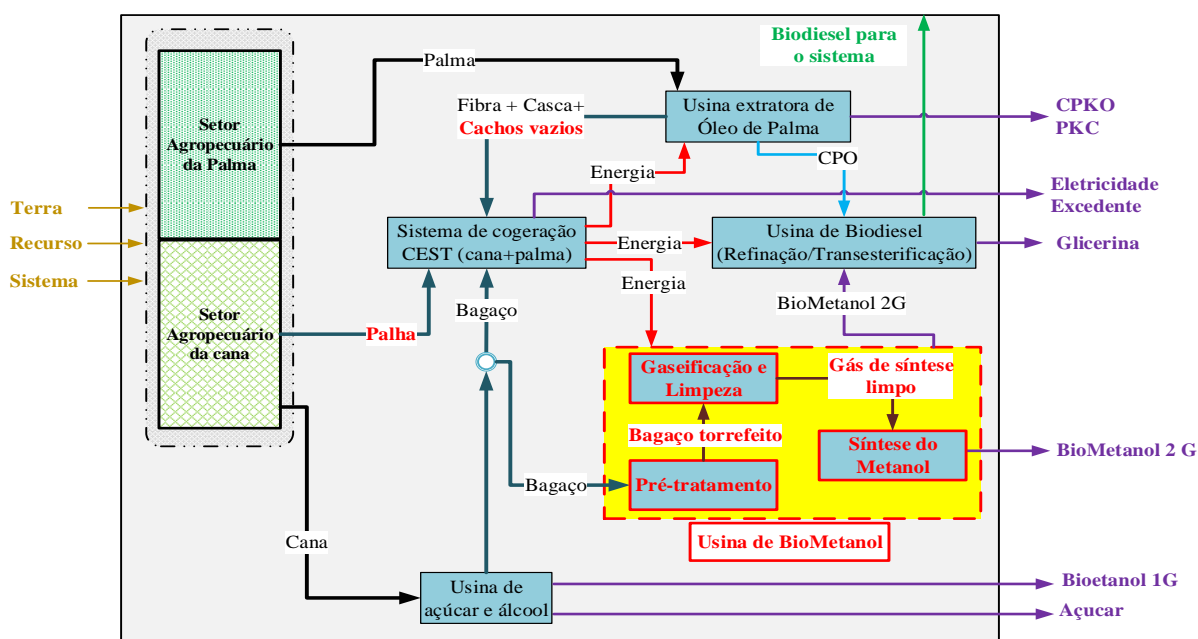 Biodiesel para
o sistema
Palma
Fibra + Casca+
Cachos vazios
Usina extratora de
Óleo de Palma
CPKO
PKC
Setor
Agropecuário
da Palma
CPO
Energia
Eletricidade
Excedente
Terra
Recurso
Sistema
Sistema de cogeração
CEST (cana+palma)
Energia
Usina de Biodiesel
(Refinação/Transesterificação)
Glicerina
Energia
BioMetanol 2G
Bagaço
Setor
Agropecuário
da cana
Palha
Gaseificação e
Limpeza
Gás de síntese
limpo
Bagaço torrefeito
Síntese do
Metanol
BioMetanol 2 G
Bagaço
Pré-tratamento
Usina de BioMetanol
Cana
Usina de
açúcar e álcool
Bioetanol 1G
Açucar